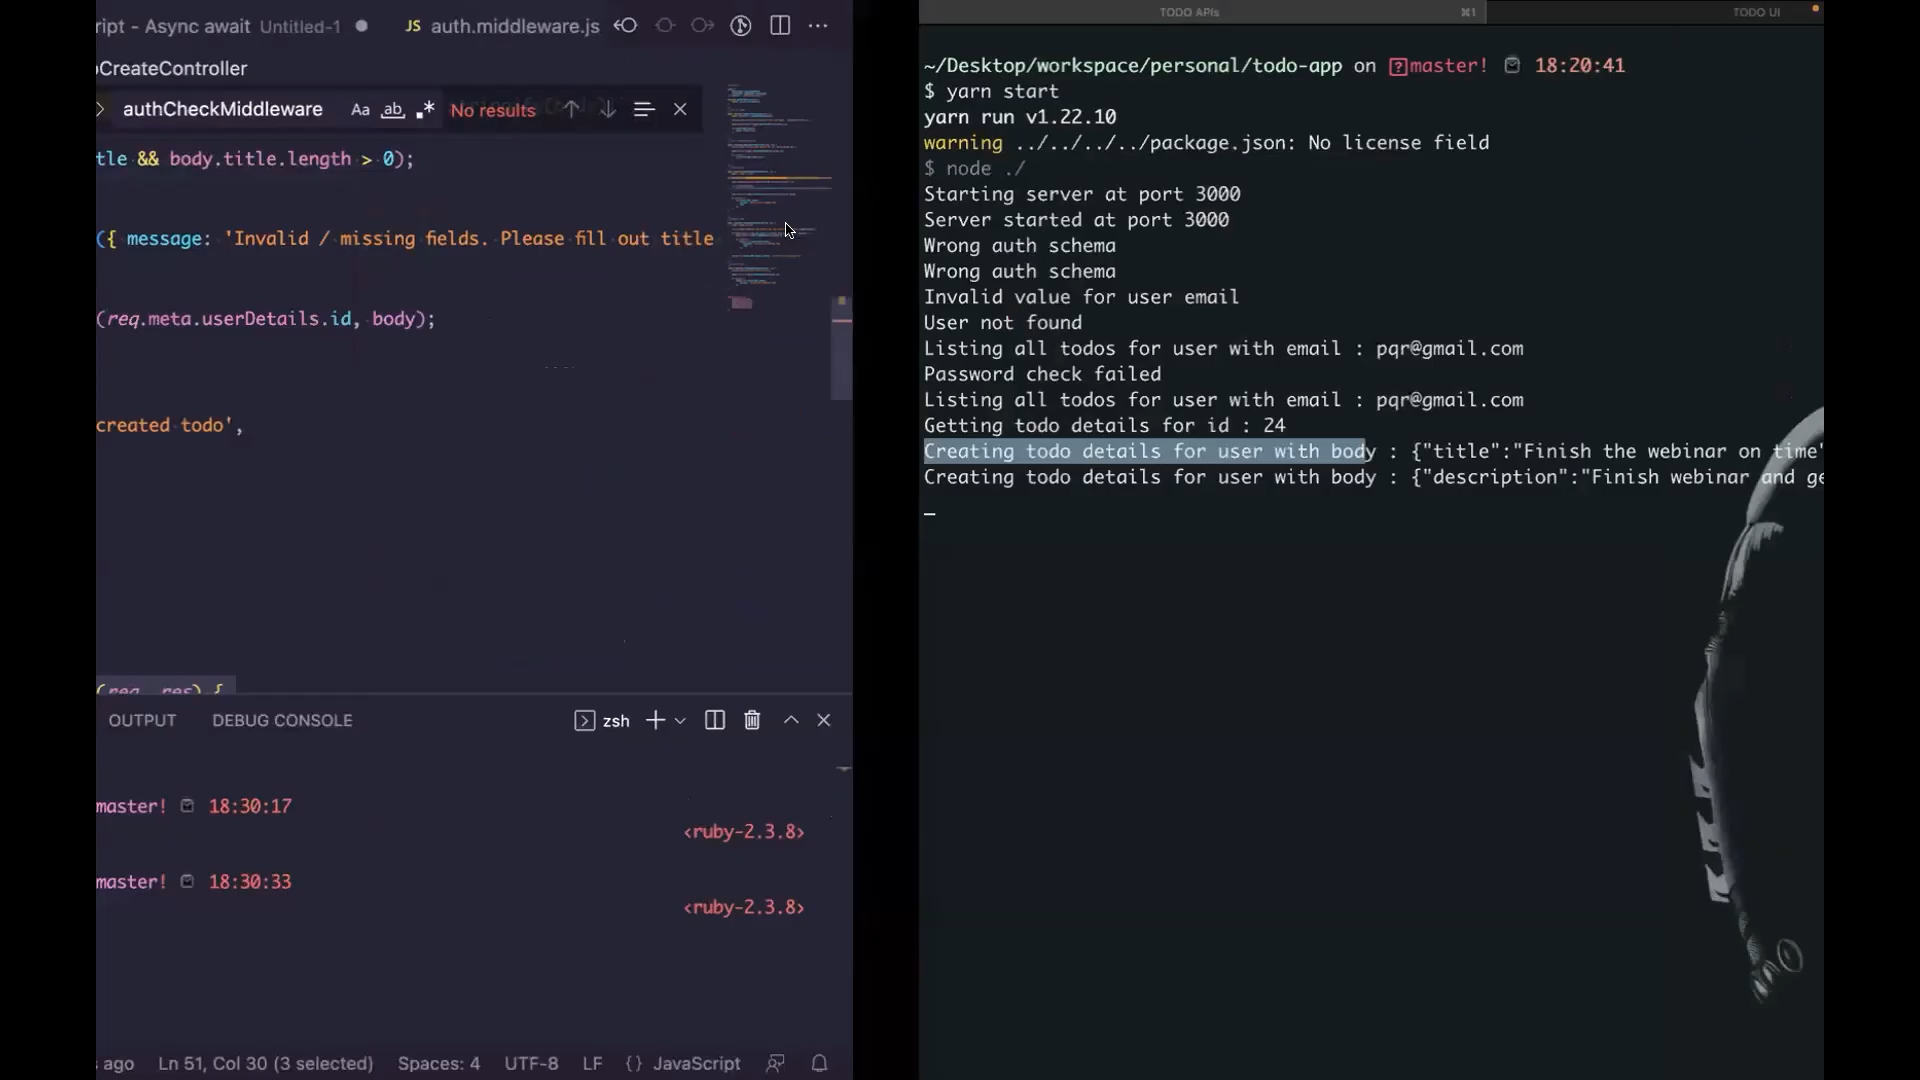 ript - Async await Untitled-1 JS auth.middleware.js
oCreateController
authCheckMiddleware Aa ab .* No results
tle && body.title.length > 0);
({ message: 'Invalid / missing fields. Please fill out title
(req.meta.userDetails.id, body);
created todo',
(req, res) {
OUTPUT DEBUG CONSOLE zsh
master! 18:30:17
<ruby-2.3.8>
master! 18:30:33
<ruby-2.3.8>
s ago Ln 51, Col 30 (3 selected) Spaces: 4 UTF-8 LF {} JavaScript
TODO APIs ⌘1 TODO UI
~/Desktop/workspace/personal/todo-app on master! 18:20:41
$ yarn start
yarn run v1.22.10
warning ../../../../package.json: No license field
$ node ./
Starting server at port 3000
Server started at port 3000
Wrong auth schema
Wrong auth schema
Invalid value for user email
User not found
Listing all todos for user with email : pqr@gmail.com
Password check failed
Listing all todos for user with email : pqr@gmail.com
Getting todo details for id : 24
Creating todo details for user with body : {"title":"Finish the webinar on time"
Creating todo details for user with body : {"description":"Finish webinar and ge